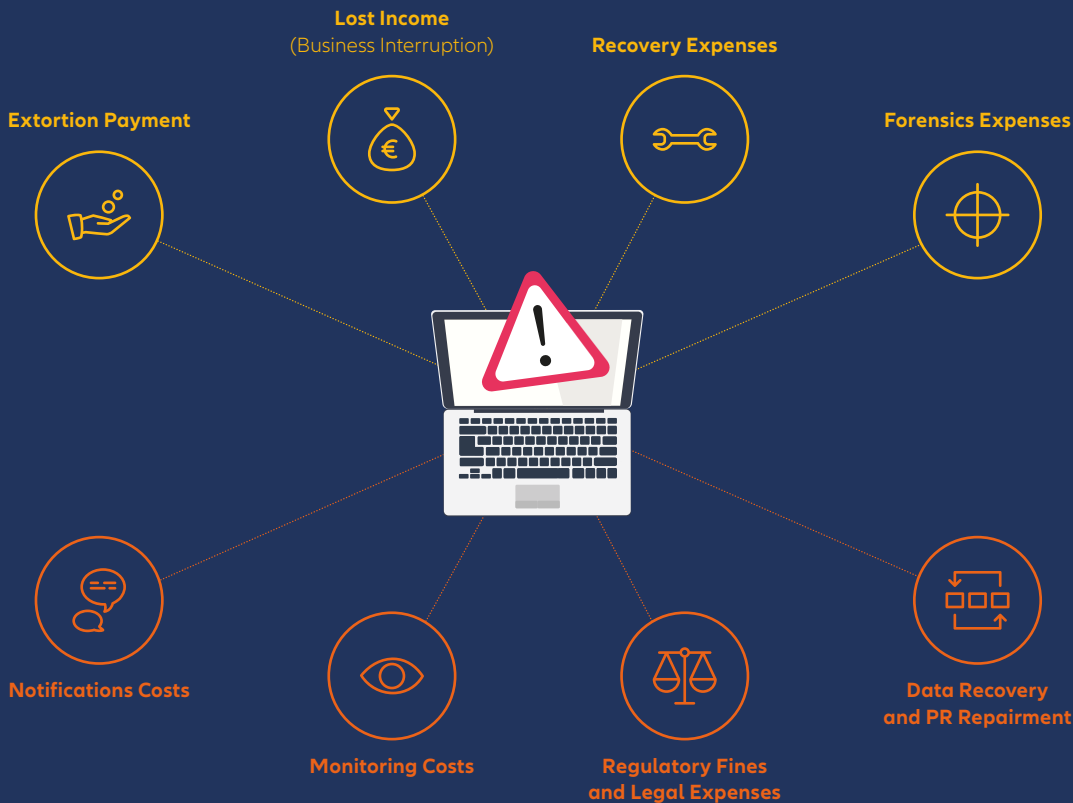 Lost Income
(Business Interruption)
Recovery Expenses
Extortion Payment
Forensics Expenses
€
!
Notifications Costs
Data Recovery
and PR Repairment
Monitoring Costs
Regulatory Fines
and Legal Expenses